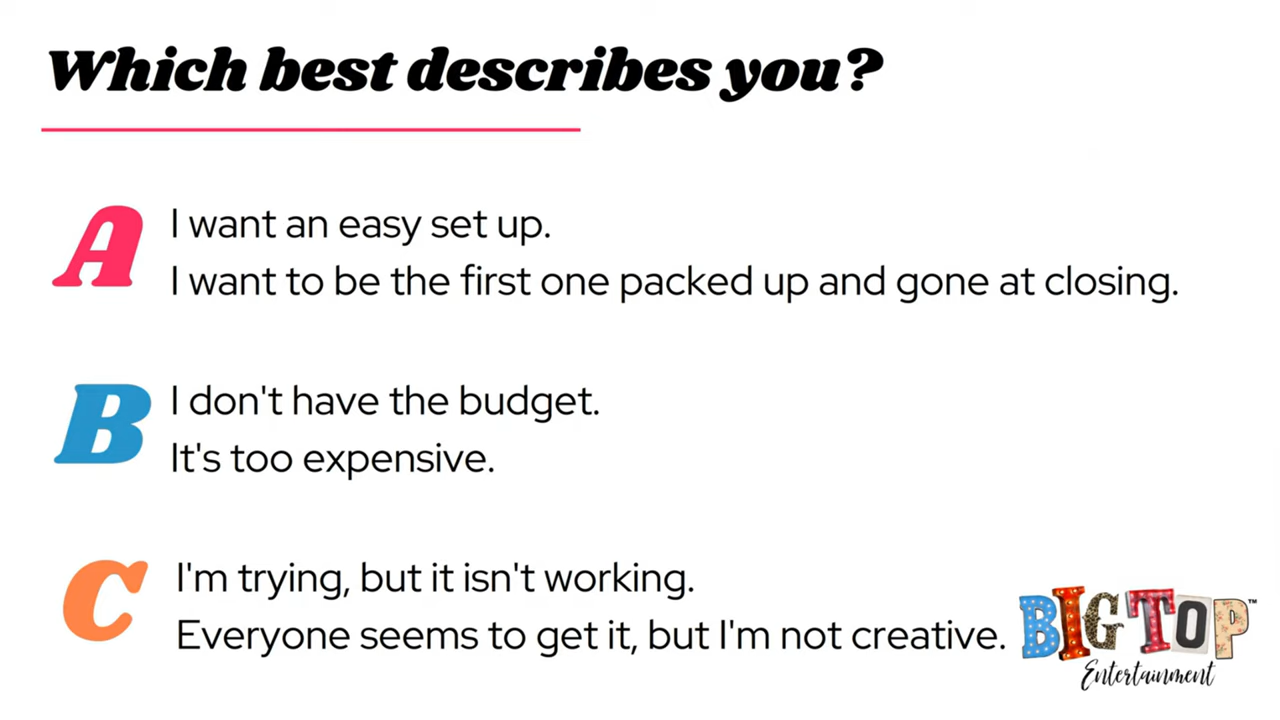 Which best describes you?
A
I want an easy set up.
I want to be the first one packed up and gone at closing.
B
I don't have the budget.
It's too expensive.
C
I'm trying, but it isn't working.
Everyone seems to get it, but I'm not creative.
BIG TOP™
Entertainment